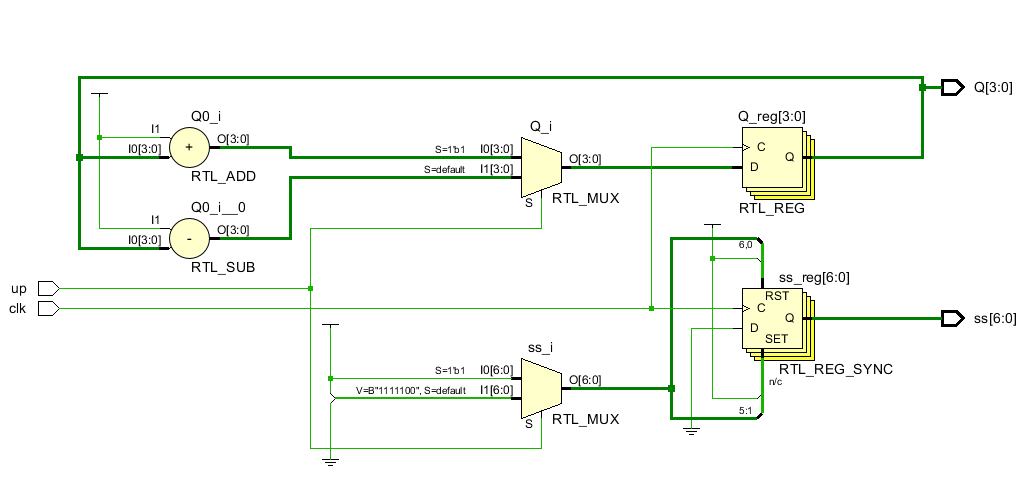 Q[3:0]
Q0_i
I1
I0[3:0]
+
O[3:0]
RTL_ADD
Q0_i__0
I1
I0[3:0]
-
O[3:0]
RTL_SUB
Q_i
S=1'b1
I0[3:0]
S=default
I1[3:0]
O[3:0]
S
RTL_MUX
Q_reg[3:0]
C
D
Q
RTL_REG
up
clk
6,0
ss_reg[6:0]
RST
C
D
Q
SET
RTL_REG_SYNC
n/c
5:1
ss[6:0]
ss_i
S=1'b1
I0[6:0]
V=B"1111100", S=default
I1[6:0]
O[6:0]
S
RTL_MUX